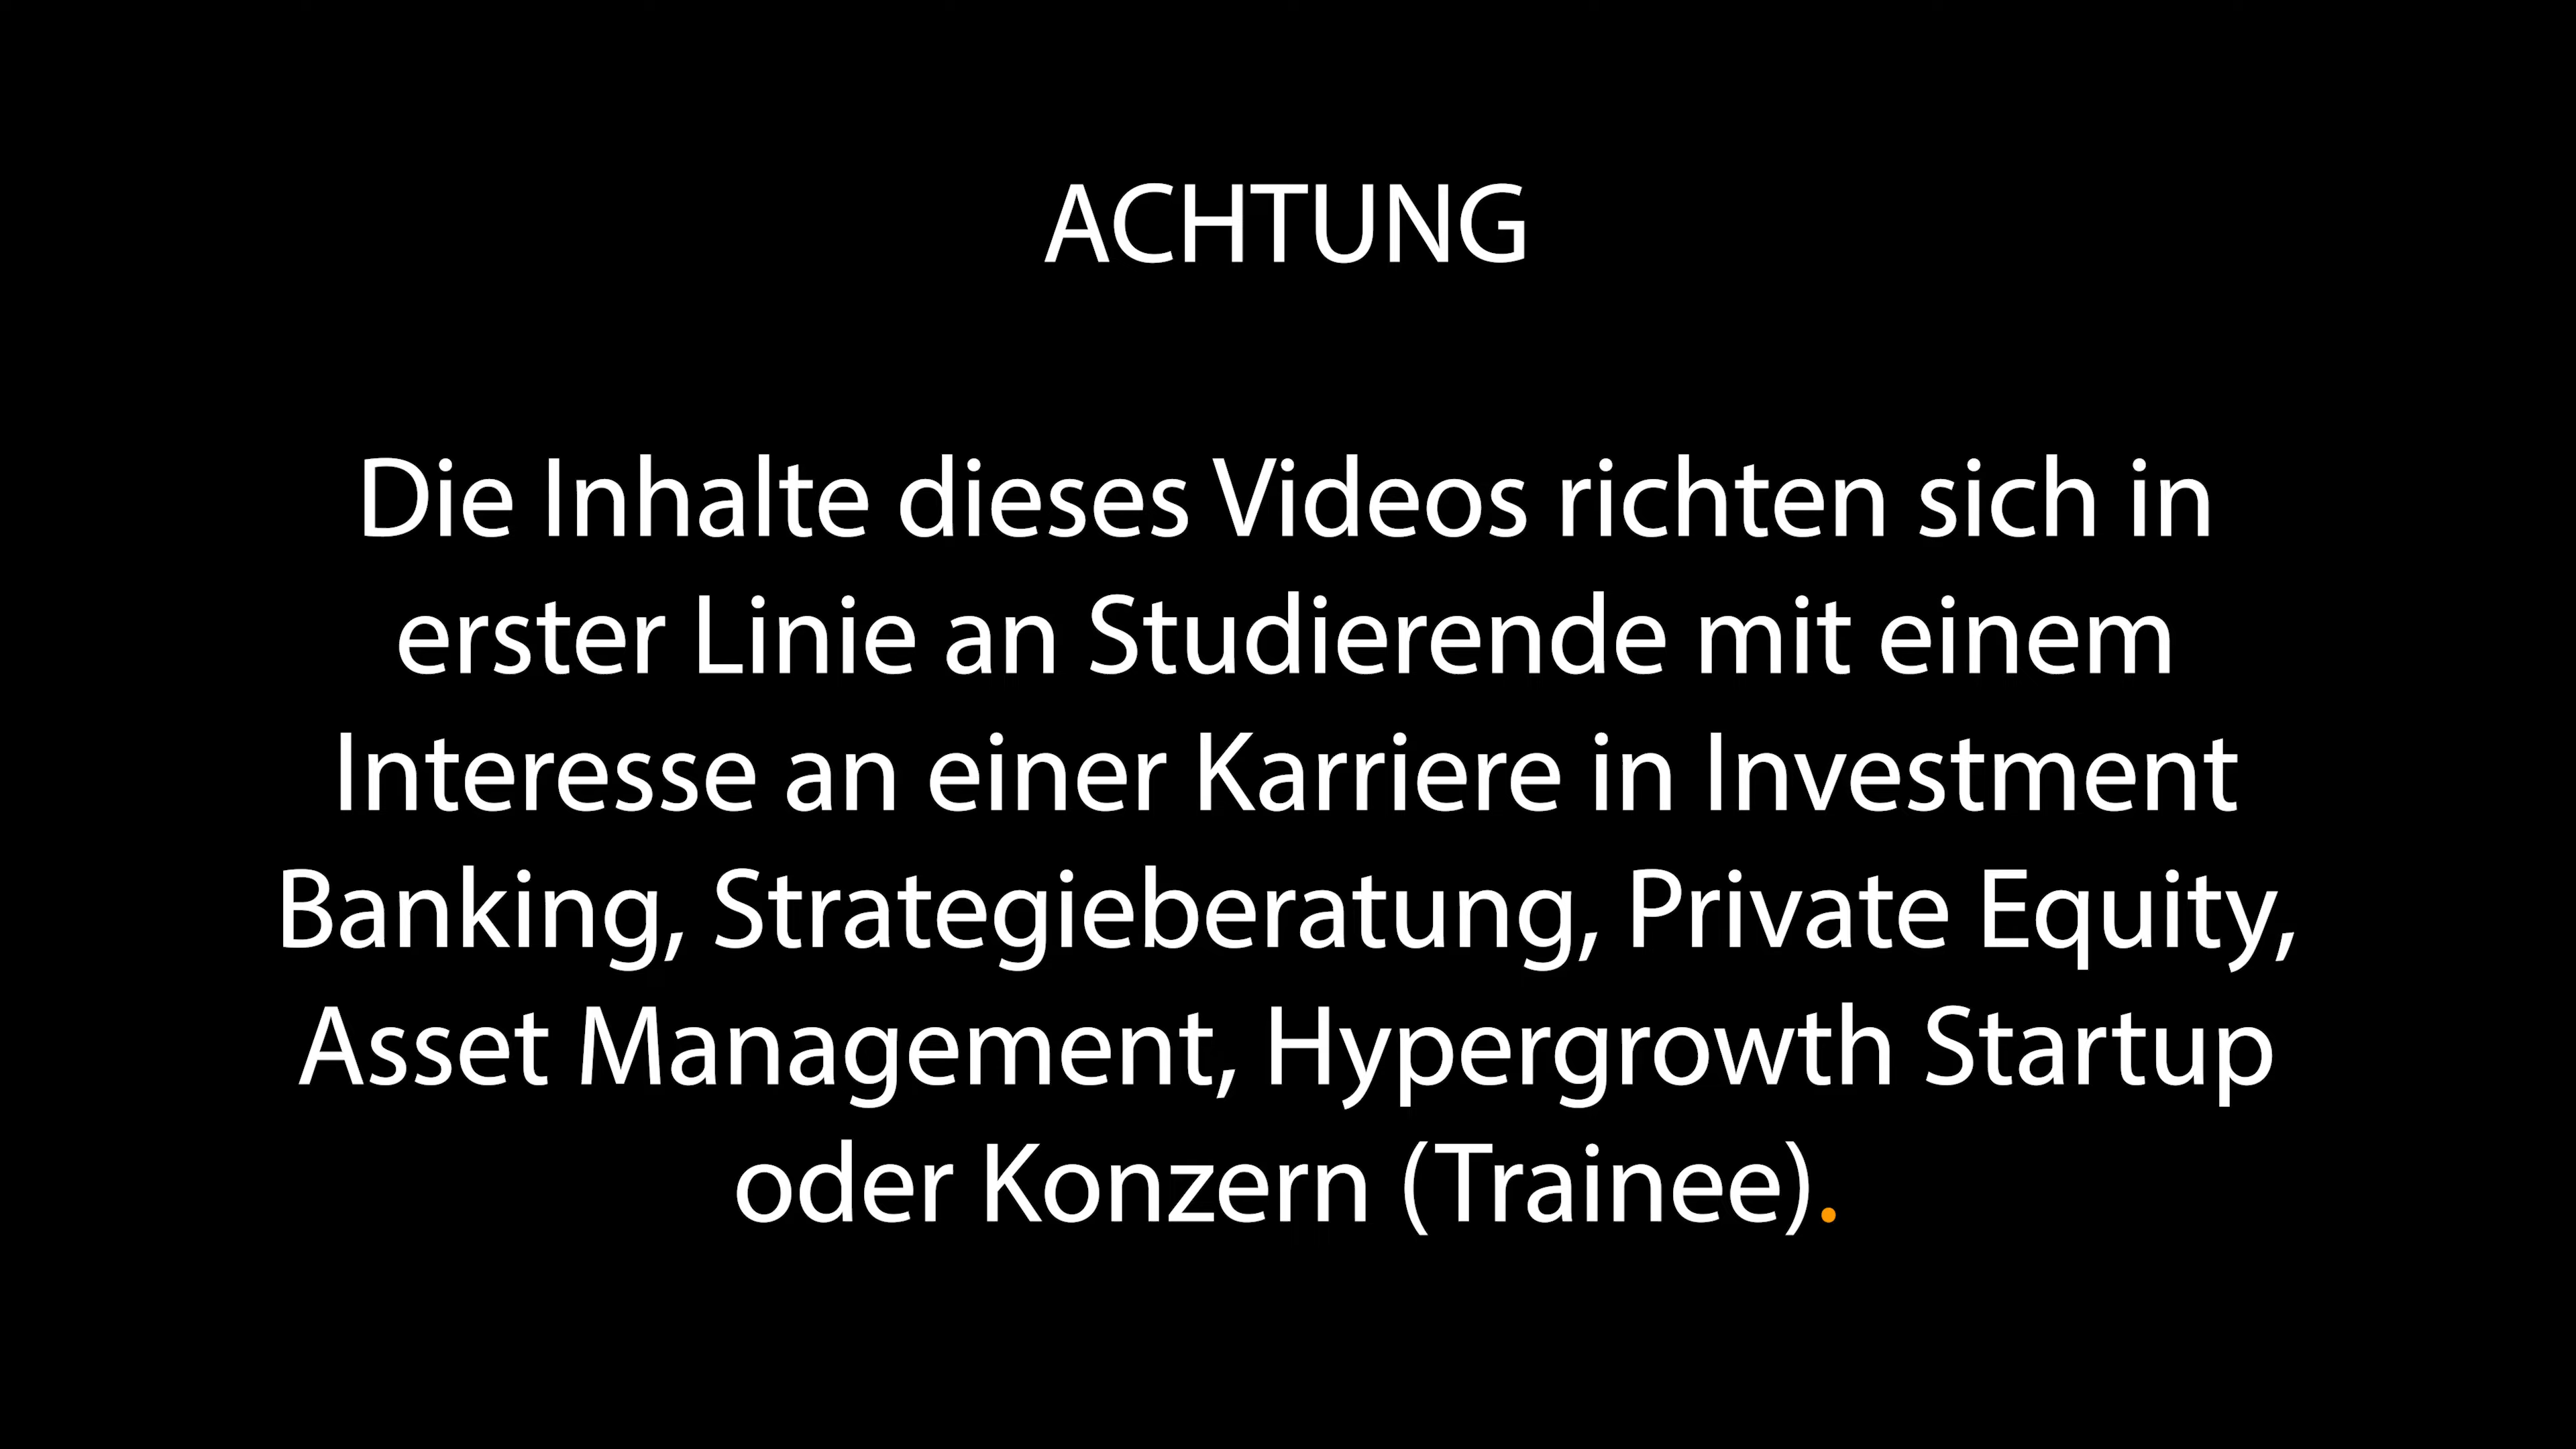 ACHTUNG
Die Inhalte dieses Videos richten sich in
erster Linie an Studierende mit einem
Interesse an einer Karriere in Investment
Banking, Strategieberatung, Private Equity,
Asset Management, Hypergrowth Startup
oder Konzern (Trainee).